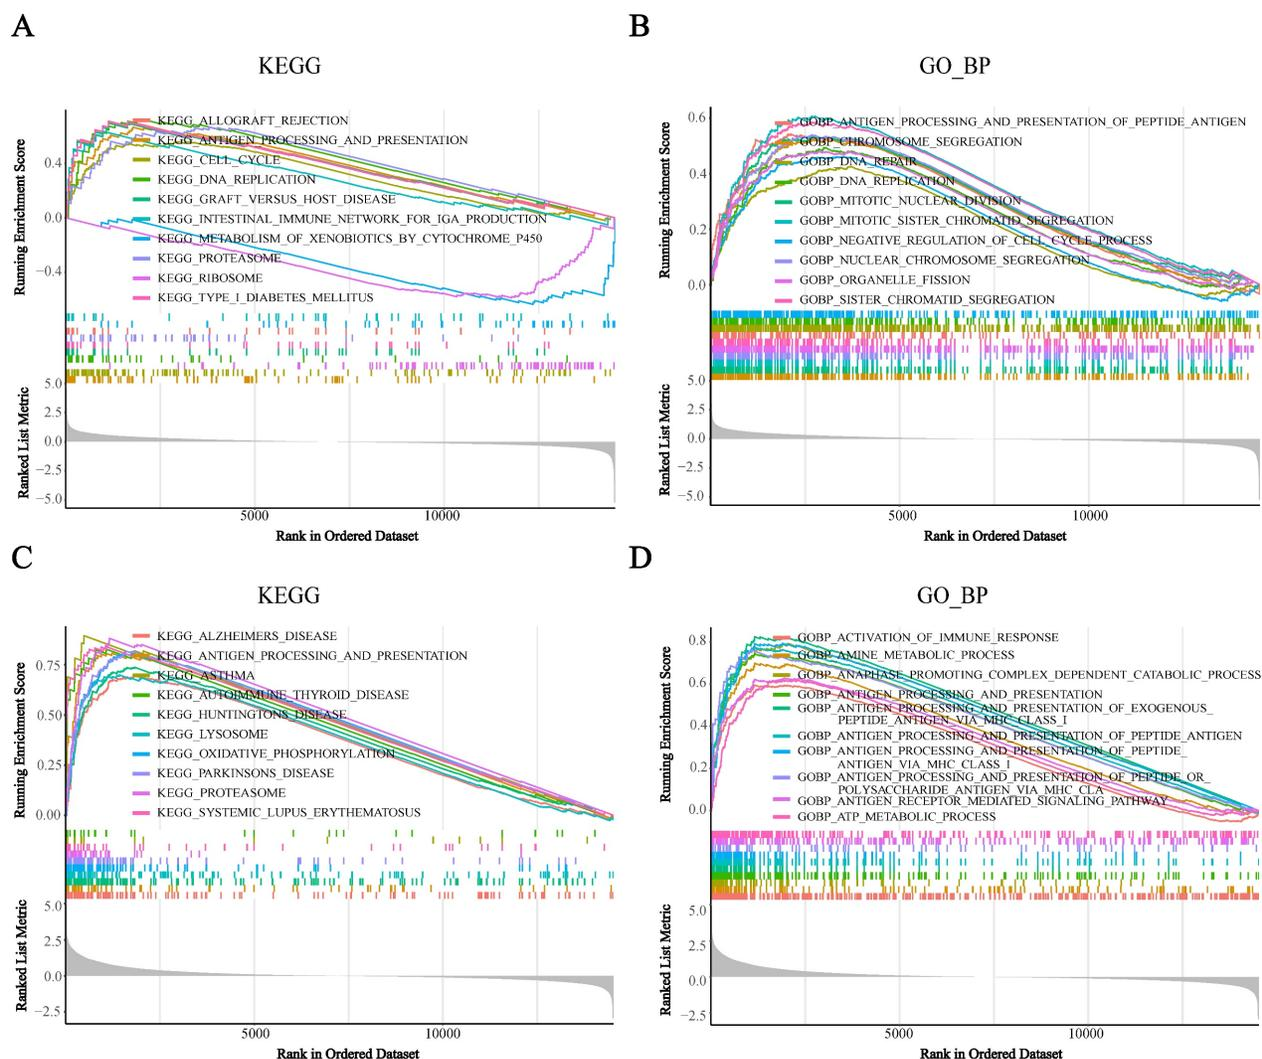 A
KEGG
Running Enrichment Score
0.4
0.0
−0.4
KEGG_ALLOGRAFT_REJECTION
KEGG_ANTIGEN_PROCESSING_AND_PRESENTATION
KEGG_CELL_CYCLE
KEGG_DNA_REPLICATION
KEGG_GRAFT_VERSUS_HOST_DISEASE
KEGG_INTESTINAL_IMMUNE_NETWORK_FOR_IGA_PRODUCTION
KEGG_METABOLISM_OF_XENOBIOTICS_BY_CYTOCHROME_P450
KEGG_PROTEASOME
KEGG_RIBOSOME
KEGG_TYPE_I_DIABETES_MELLITUS
Ranked List Metric
5.0
2.5
0.0
−2.5
−5.0
5000 10000
Rank in Ordered Dataset
B
GO_BP
Running Enrichment Score
0.6
0.4
0.2
0.0
GOBP_ANTIGEN_PROCESSING_AND_PRESENTATION_OF_PEPTIDE_ANTIGEN
GOBP_CHROMOSOME_SEGREGATION
GOBP_DNA_REPAIR
GOBP_DNA_REPLICATION
GOBP_MITOTIC_NUCLEAR_DIVISION
GOBP_MITOTIC_SISTER_CHROMATID_SEGREGATION
GOBP_NEGATIVE_REGULATION_OF_CELL_CYCLE_PROCESS
GOBP_NUCLEAR_CHROMOSOME_SEGREGATION
GOBP_ORGANELLE_FISSION
GOBP_SISTER_CHROMATID_SEGREGATION
Ranked List Metric
5.0
2.5
0.0
−2.5
−5.0
5000 10000
Rank in Ordered Dataset
C
KEGG
Running Enrichment Score
0.75
0.50
0.25
0.00
KEGG_ALZHEIMERS_DISEASE
KEGG_ANTIGEN_PROCESSING_AND_PRESENTATION
KEGG_ASTHMA
KEGG_AUTOIMMUNE_THYROID_DISEASE
KEGG_HUNTINGTONS_DISEASE
KEGG_LYSOSOME
KEGG_OXIDATIVE_PHOSPHORYLATION
KEGG_PARKINSONS_DISEASE
KEGG_PROTEASOME
KEGG_SYSTEMIC_LUPUS_ERYTHEMATOSUS
Ranked List Metric
5.0
2.5
0.0
−2.5
5000 10000
Rank in Ordered Dataset
D
GO_BP
Running Enrichment Score
0.8
0.6
0.4
0.2
0.0
GOBP_ACTIVATION_OF_IMMUNE_RESPONSE
GOBP_AMINE_METABOLIC_PROCESS
GOBP_ANAPHASE_PROMOTING_COMPLEX_DEPENDENT_CATABOLIC_PROCESS
GOBP_ANTIGEN_PROCESSING_AND_PRESENTATION
GOBP_ANTIGEN_PROCESSING_AND_PRESENTATION_OF_EXOGENOUS_
PEPTIDE_ANTIGEN_VIA_MHC_CLASS_I
GOBP_ANTIGEN_PROCESSING_AND_PRESENTATION_OF_PEPTIDE_ANTIGEN
GOBP_ANTIGEN_PROCESSING_AND_PRESENTATION_OF_PEPTIDE_
ANTIGEN_VIA_MHC_CLASS_I
GOBP_ANTIGEN_PROCESSING_AND_PRESENTATION_OF_PEPTIDE_OR_
POLYSACCHARIDE_ANTIGEN_VIA_MHC_CLA
GOBP_ANTIGEN_RECEPTOR_MEDIATED_SIGNALING_PATHWAY
GOBP_ATP_METABOLIC_PROCESS
Ranked List Metric
5.0
2.5
0.0
−2.5
5000 10000
Rank in Ordered Dataset